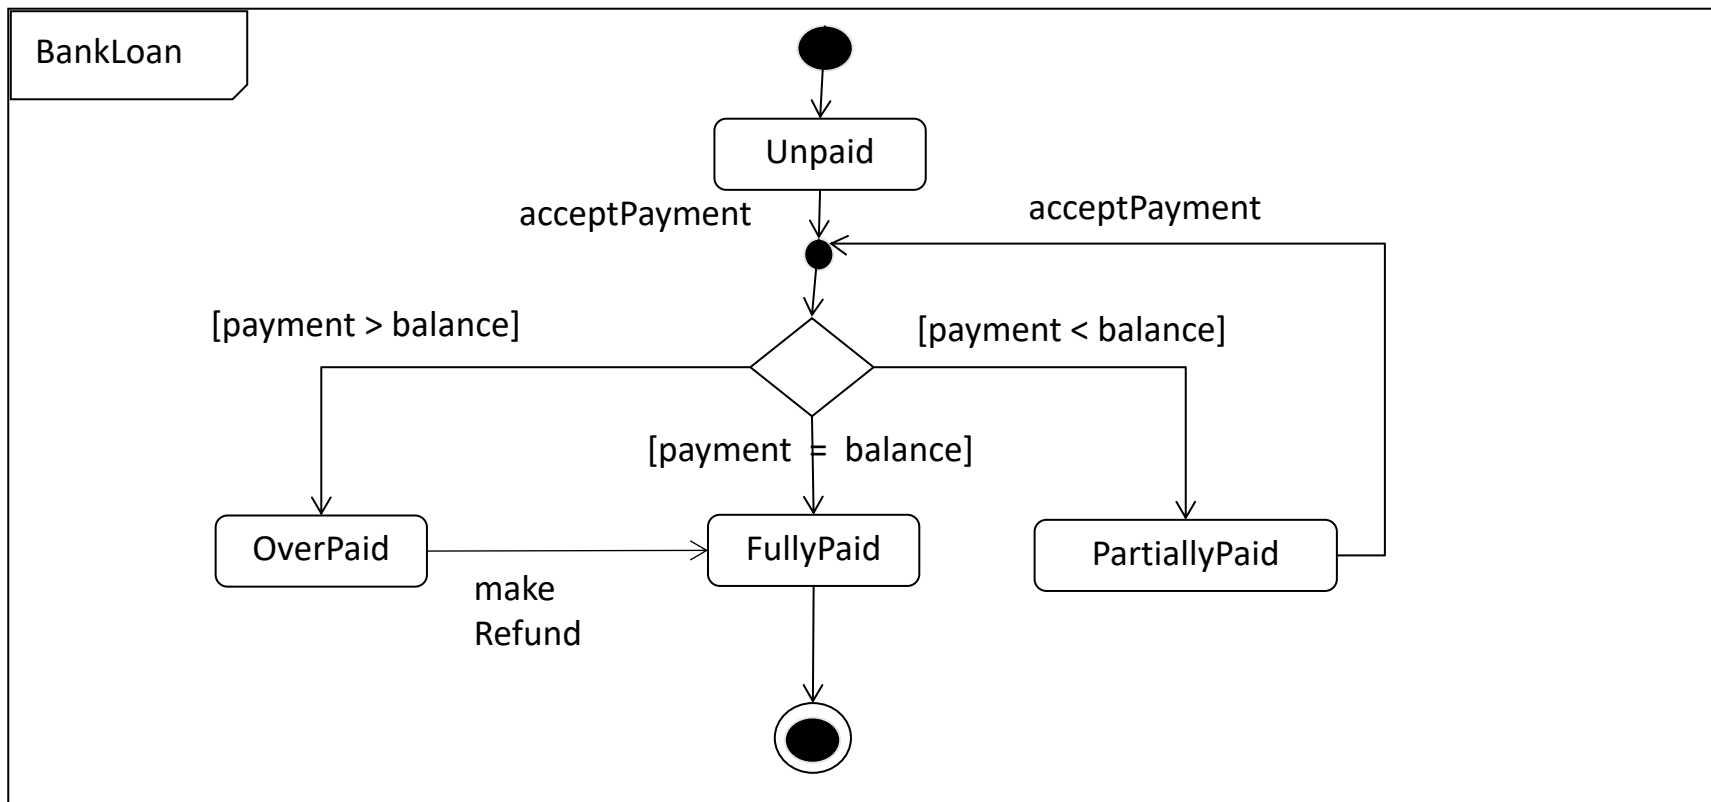 BankLoan
Unpaid
acceptPayment
acceptPayment
[payment > balance]
[payment < balance]
[payment = balance]
OverPaid
FullyPaid
PartiallyPaid
make
Refund